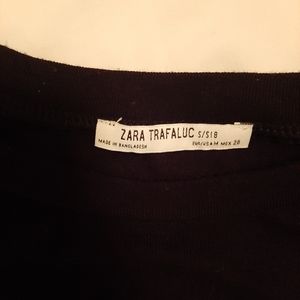 ZARA TRAFALUC S/S18
MADE IN BANGLADESH EUR/USA M MEX 28